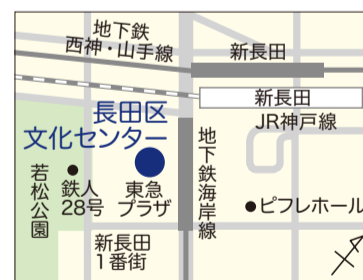 地下鉄
西神・山手線
新長田
新長田
JR神戸線
長田区
文化センター
地下鉄海岸線
若松公園
鉄人
28号
東急
プラザ
ピフレホール
新長田
1番街